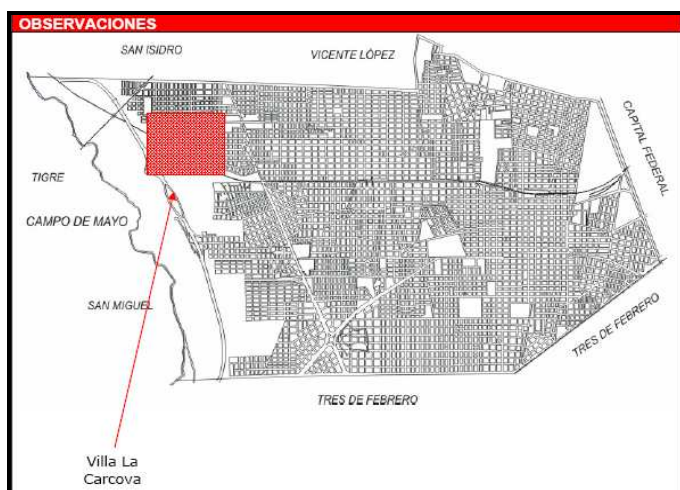 OBSERVACIONES
SAN ISIDRO
VICENTE LÓPEZ
CAPITAL FEDERAL
TIGRE
CAMPO DE MAYO
SAN MIGUEL
TRES DE FEBRERO
TRES DE FEBRERO
Villa La
Carcova